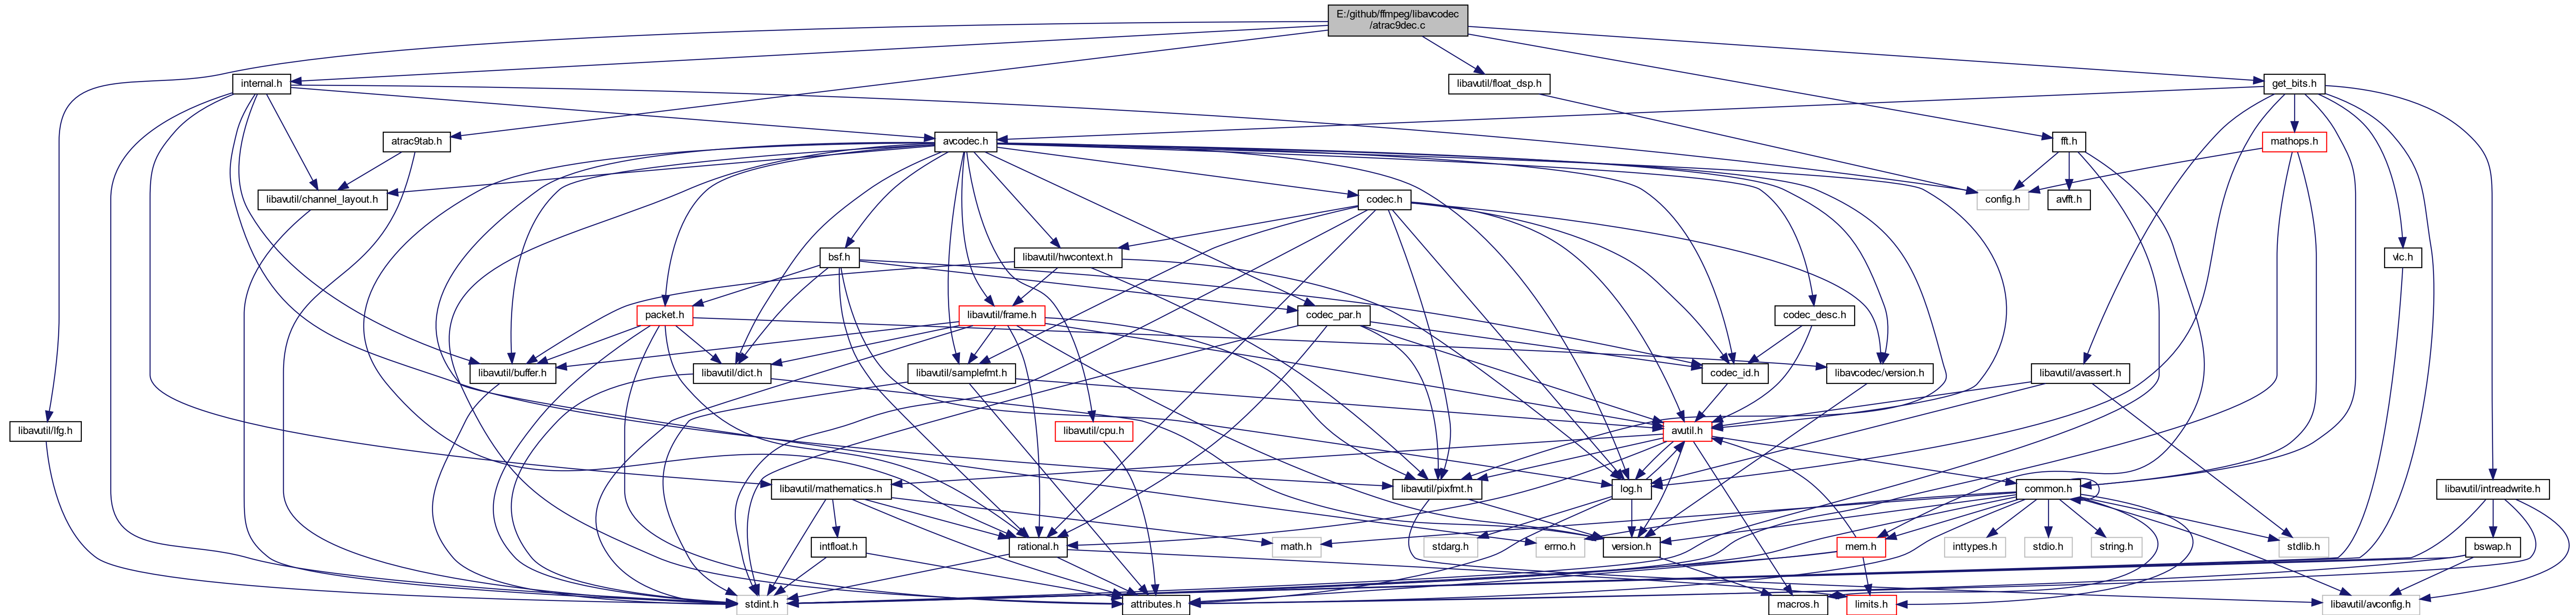 E:/github/ffmpeg/libavcodec
/atrac9dec.c
internal.h
libavutil/float_dsp.h
get_bits.h
atrac9tab.h
avcodec.h
fft.h
mathops.h
libavutil/channel_layout.h
codec.h
config.h
avfft.h
bsf.h
libavutil/hwcontext.h
vlc.h
packet.h
libavutil/frame.h
codec_par.h
codec_desc.h
libavutil/buffer.h
libavutil/dict.h
libavutil/samplefmt.h
codec_id.h
libavcodec/version.h
libavutil/avassert.h
libavutil/lfg.h
libavutil/cpu.h
avutil.h
libavutil/mathematics.h
libavutil/pixfmt.h
log.h
common.h
libavutil/intreadwrite.h
intfloat.h
rational.h
math.h
stdarg.h
errno.h
version.h
mem.h
inttypes.h
stdio.h
string.h
stdlib.h
bswap.h
stdint.h
attributes.h
macros.h
limits.h
libavutil/avconfig.h